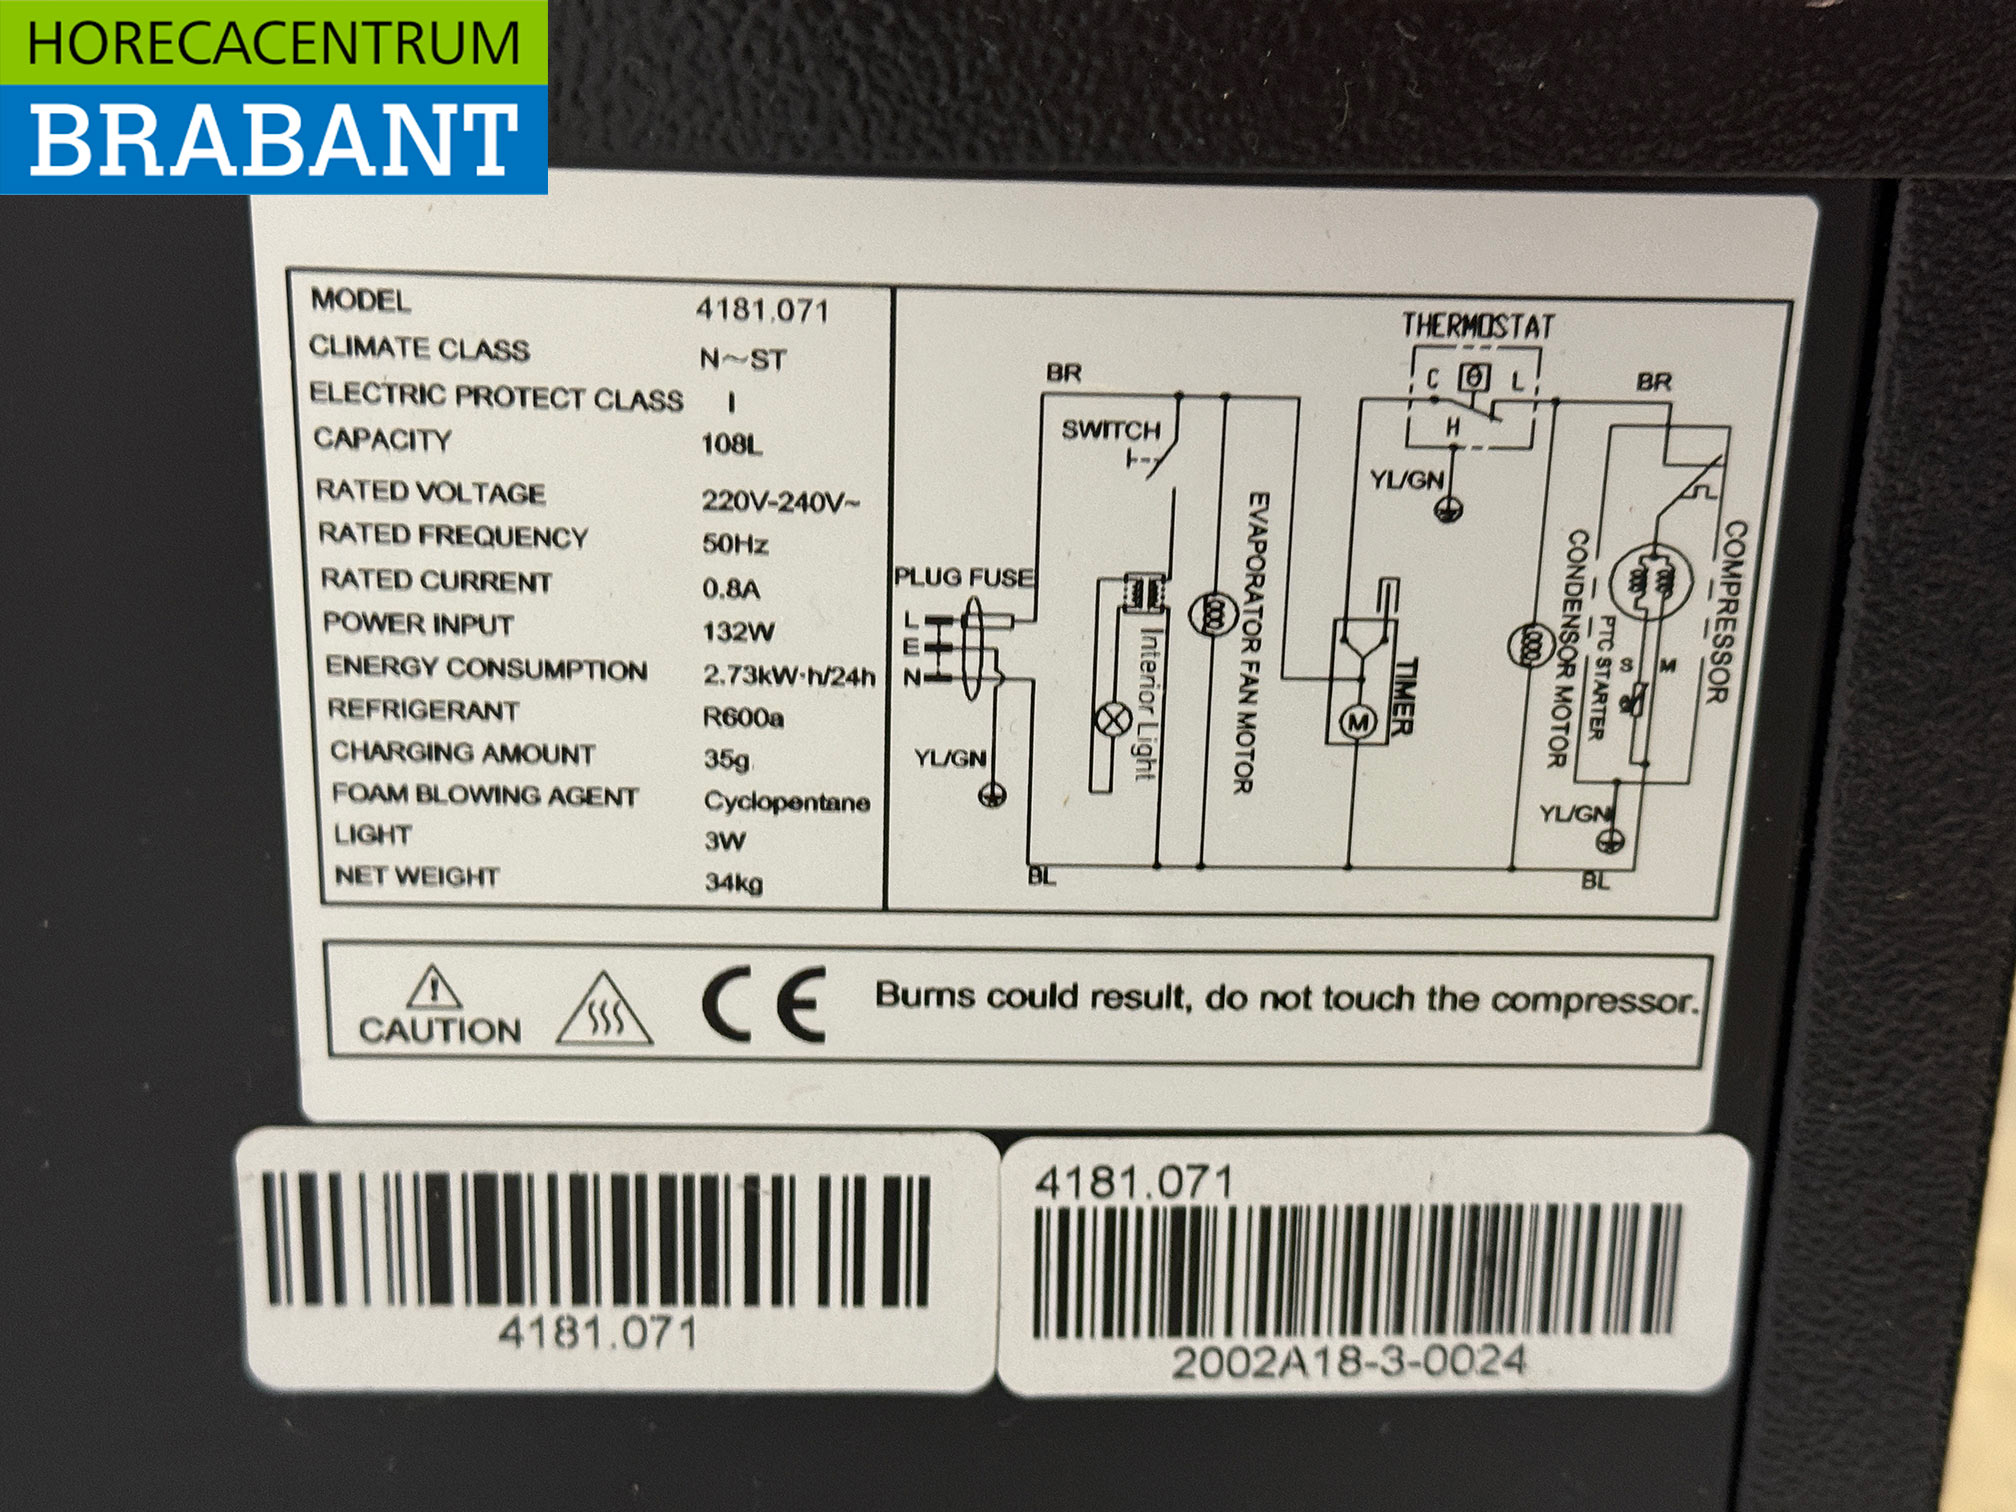 HORECACENTRUM
BRABANT
MODEL 4181.071
CLIMATE CLASS N~ST
ELECTRIC PROTECT CLASS I
CAPACITY 108L
RATED VOLTAGE 220V-240V~
RATED FREQUENCY 50Hz
RATED CURRENT 0.8A
POWER INPUT 132W
ENERGY CONSUMPTION 2.73kW·h/24h
REFRIGERANT R600a
CHARGING AMOUNT 35g
FOAM BLOWING AGENT Cyclopentane
LIGHT 3W
NET WEIGHT 34kg
THERMOSTAT
C θ L
H
BR
BR
SWITCH
YL/GN
PLUG FUSE
L
E
N
YL/GN
Interior Light
EVAPORATOR FAN MOTOR
TIMER
M
CONDENSOR MOTOR
PTC STARTER
S
M
COMPRESSOR
YL/GN
BL
BL
CAUTION
CE
Burns could result, do not touch the compressor.
4181.071
4181.071
2002A18-3-0024